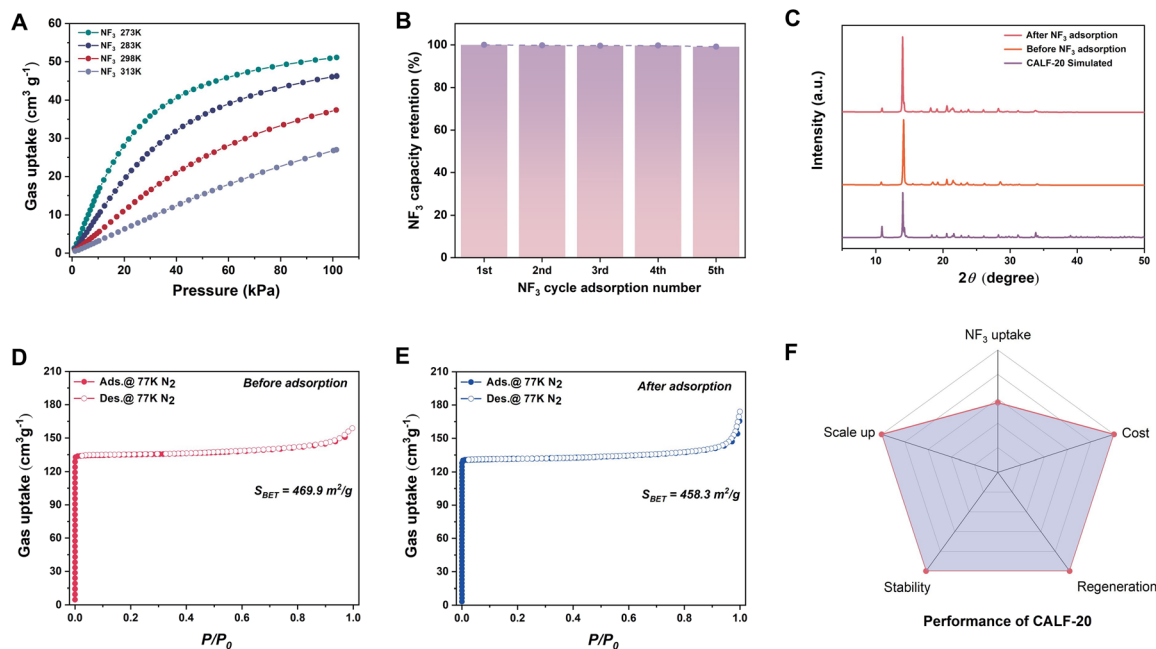 A
NF3 273K
NF3 283K
NF3 298K
NF3 313K
Gas uptake (cm3 g-1)
60
50
40
30
20
10
0
0 20 40 60 80 100
Pressure (kPa)
B
NF3 capacity retention (%)
120
100
80
60
40
20
0
1st 2nd 3rd 4th 5th
NF3 cycle adsorption number
C
After NF3 adsorption
Before NF3 adsorption
CALF-20 Simulated
Intensity (a.u.)
10 20 30 40 50
2θ (degree)
D
Ads.@ 77K N2
Des.@ 77K N2
Before adsorption
SBET = 469.9 m2/g
Gas uptake (cm3g-1)
210
180
150
120
90
60
30
0
0.0 0.2 0.4 0.6 0.8 1.0
P/P0
E
Ads.@ 77K N2
Des.@ 77K N2
After adsorption
SBET = 458.3 m2/g
Gas uptake (cm3g-1)
210
180
150
120
90
60
30
0
0.0 0.2 0.4 0.6 0.8 1.0
P/P0
F
NF3 uptake
Scale up
Cost
Stability
Regeneration
Performance of CALF-20